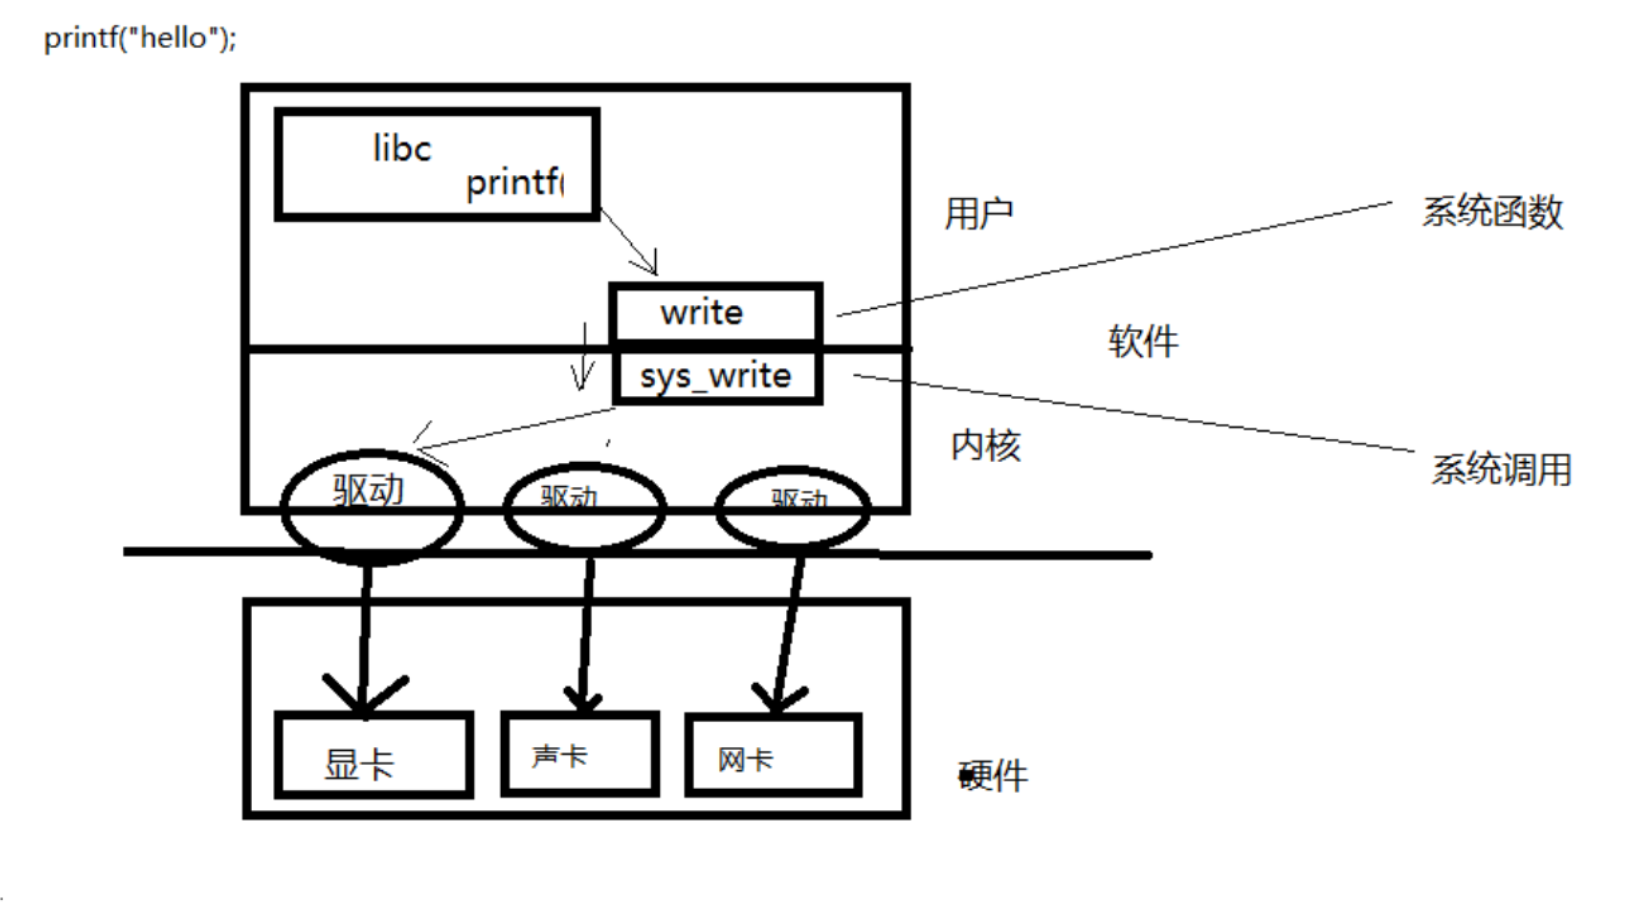 printf("hello");
libc
printf(
用户
系统函数
write
软件
sys_write
内核
系统调用
驱动
驱动
驱动
显卡
声卡
网卡
硬件